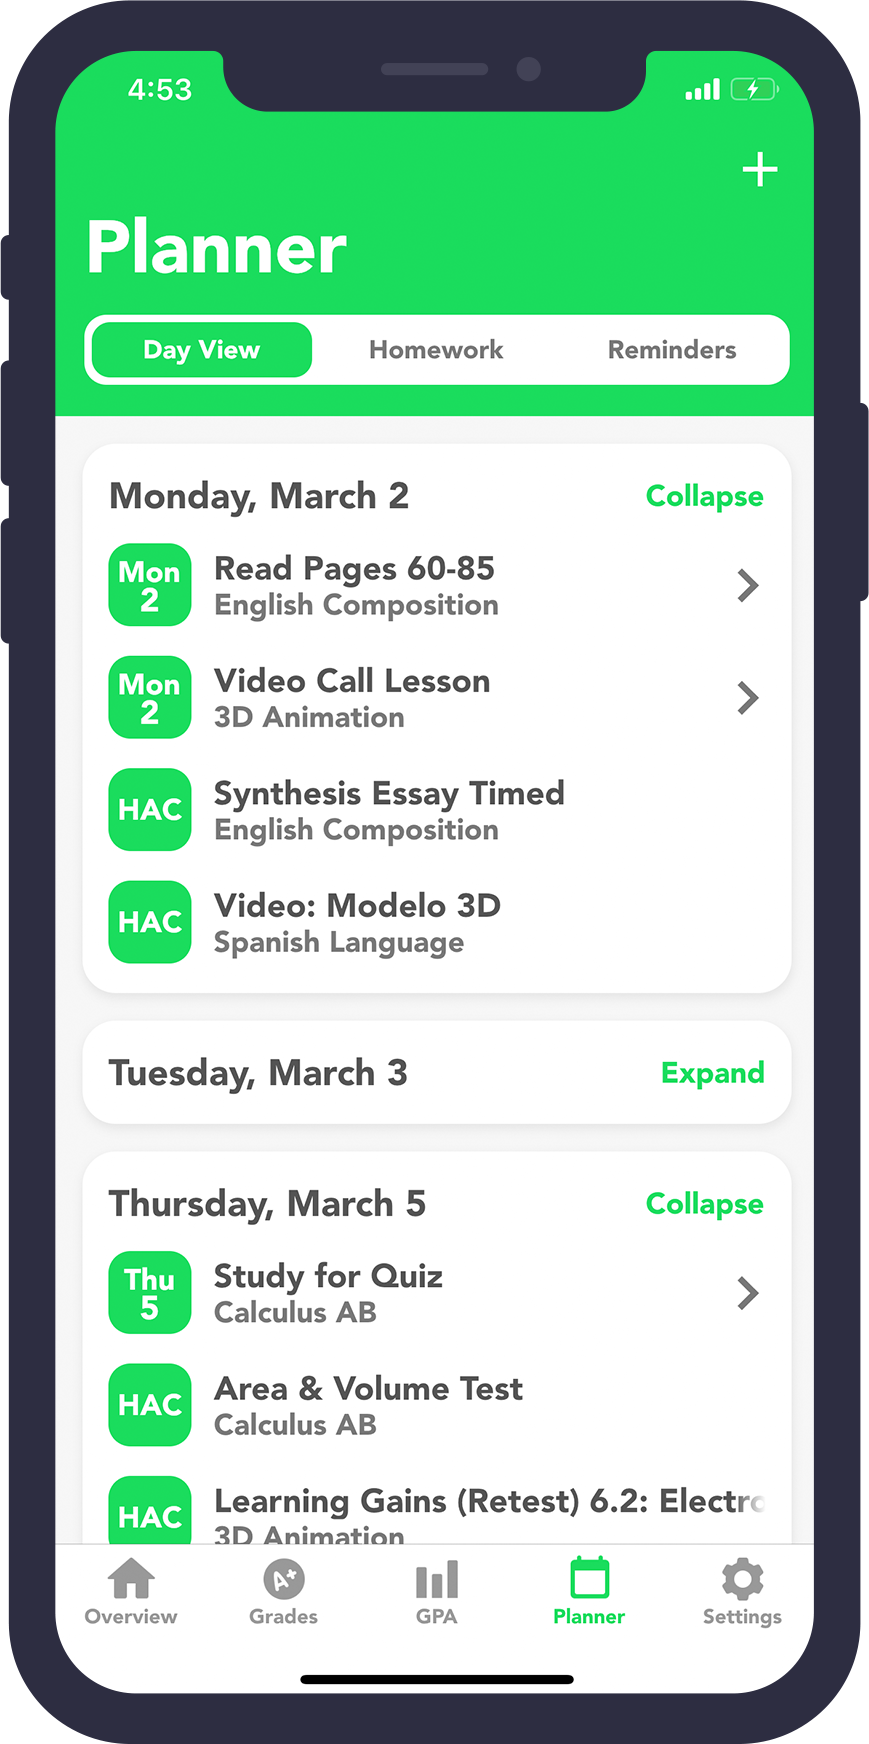 4:53
Planner
Day View Homework Reminders
Monday, March 2 Collapse
Mon
2
Read Pages 60-85
English Composition
Mon
2
Video Call Lesson
3D Animation
HAC
Synthesis Essay Timed
English Composition
HAC
Video: Modelo 3D
Spanish Language
Tuesday, March 3 Expand
Thursday, March 5 Collapse
Thu
5
Study for Quiz
Calculus AB
HAC
Area & Volume Test
Calculus AB
HAC
Learning Gains (Retest) 6.2: Electro
3D Animation
A+
Overview Grades GPA Planner Settings